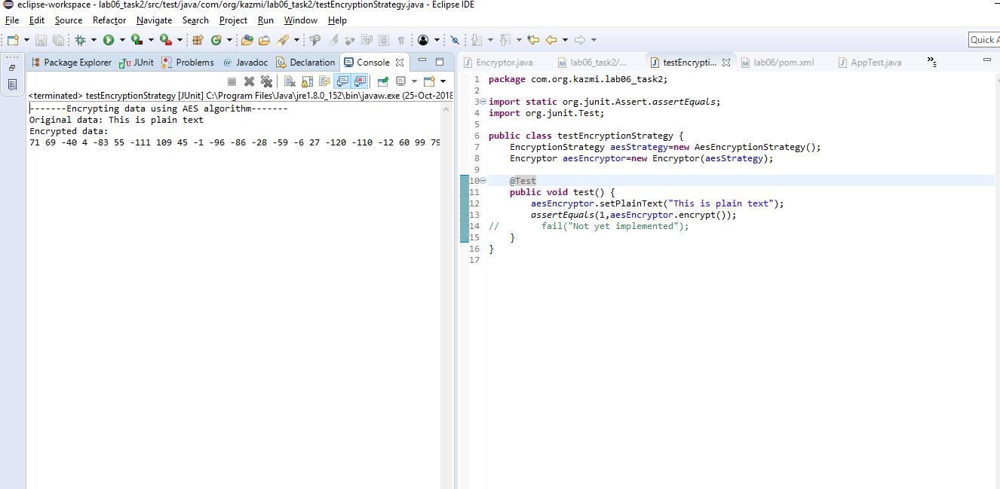 eclipse-workspace - lab06_task2/src/test/java/com/org/kazmi/lab06_task2/testEncryptionStrategy.java - Eclipse IDE
File Edit Source Refactor Navigate Search Project Run Window Help
Quick A
Package Explorer JUnit Problems @ Javadoc Declaration Console
<terminated> testEncryptionStrategy [JUnit] C:\Program Files\Java\jre1.8.0_152\bin\javaw.exe (25-Oct-2018
-------Encrypting data using AES algorithm-------
Original data: This is plain text
Encrypted data:
71 69 -40 4 -83 55 -111 109 45 -1 -96 -86 -28 -59 -6 27 -120 -110 -12 60 99 79
Encryptor.java lab06_task2/... testEncrypti... lab06/pom.xml AppTest.java »5
1 package com.org.kazmi.lab06_task2;
2
3 import static org.junit.Assert.assertEquals;
4 import org.junit.Test;
5
6 public class testEncryptionStrategy {
7 EncryptionStrategy aesStrategy=new AesEncryptionStrategy();
8 Encryptor aesEncryptor=new Encryptor(aesStrategy);
9
10 @Test
11 public void test() {
12 aesEncryptor.setPlainText("This is plain text");
13 assertEquals(1,aesEncryptor.encrypt());
14 // fail("Not yet implemented");
15 }
16 }
17